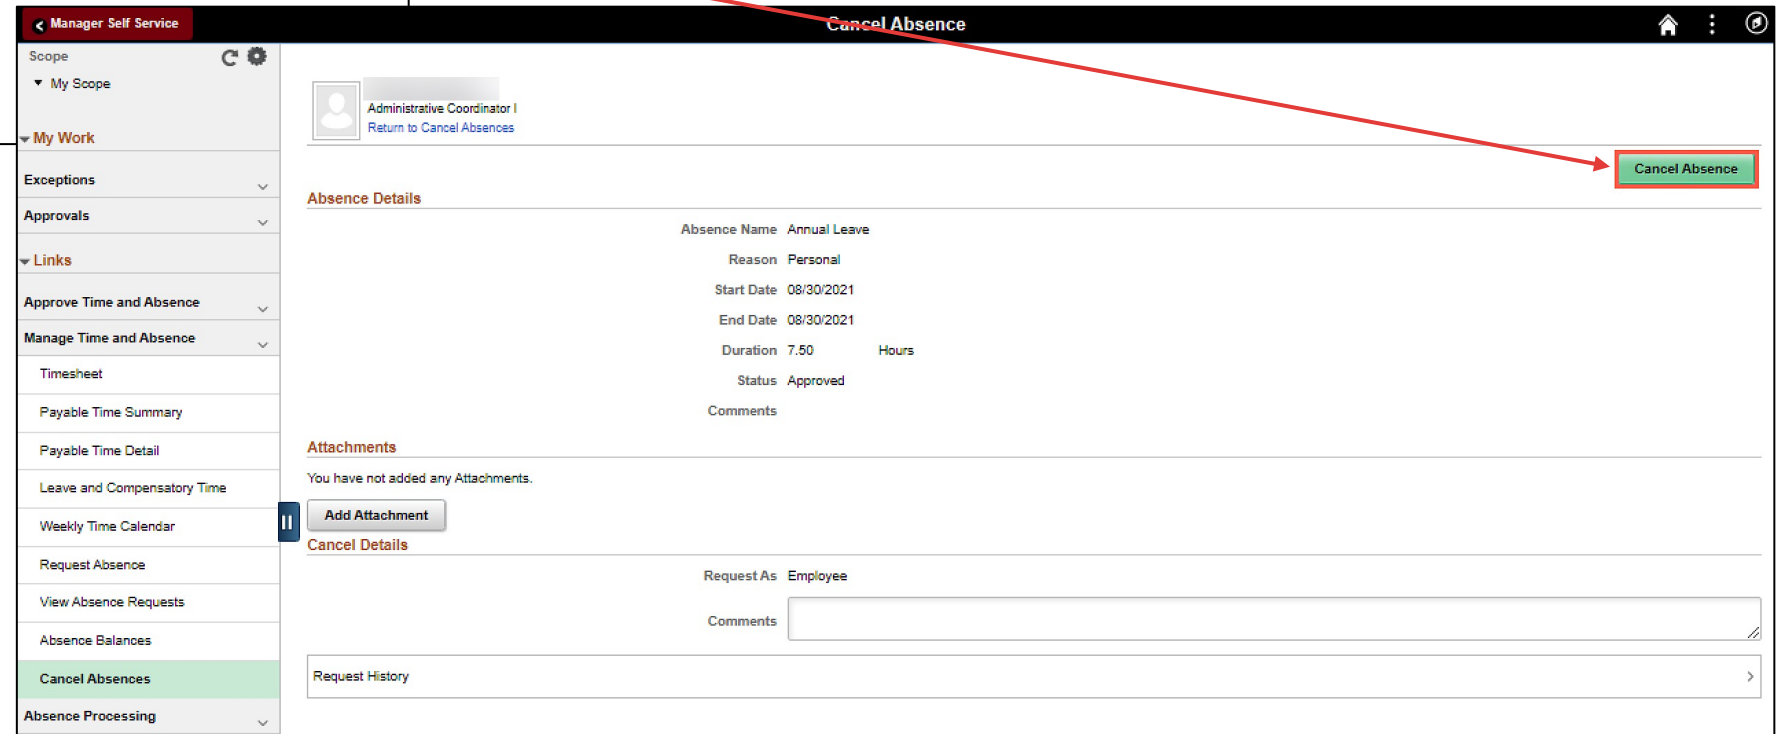 Manager Self Service
Cancel Absence
Scope
My Scope
My Work
Exceptions
Approvals
Links
Approve Time and Absence
Manage Time and Absence
Timesheet
Payable Time Summary
Payable Time Detail
Leave and Compensatory Time
Weekly Time Calendar
Request Absence
View Absence Requests
Absence Balances
Cancel Absences
Absence Processing
Administrative Coordinator I
Return to Cancel Absences
Cancel Absence
Absence Details
Absence Name Annual Leave
Reason Personal
Start Date 08/30/2021
End Date 08/30/2021
Duration 7.50 Hours
Status Approved
Comments
Attachments
You have not added any Attachments.
Add Attachment
Cancel Details
Request As Employee
Comments
Request History